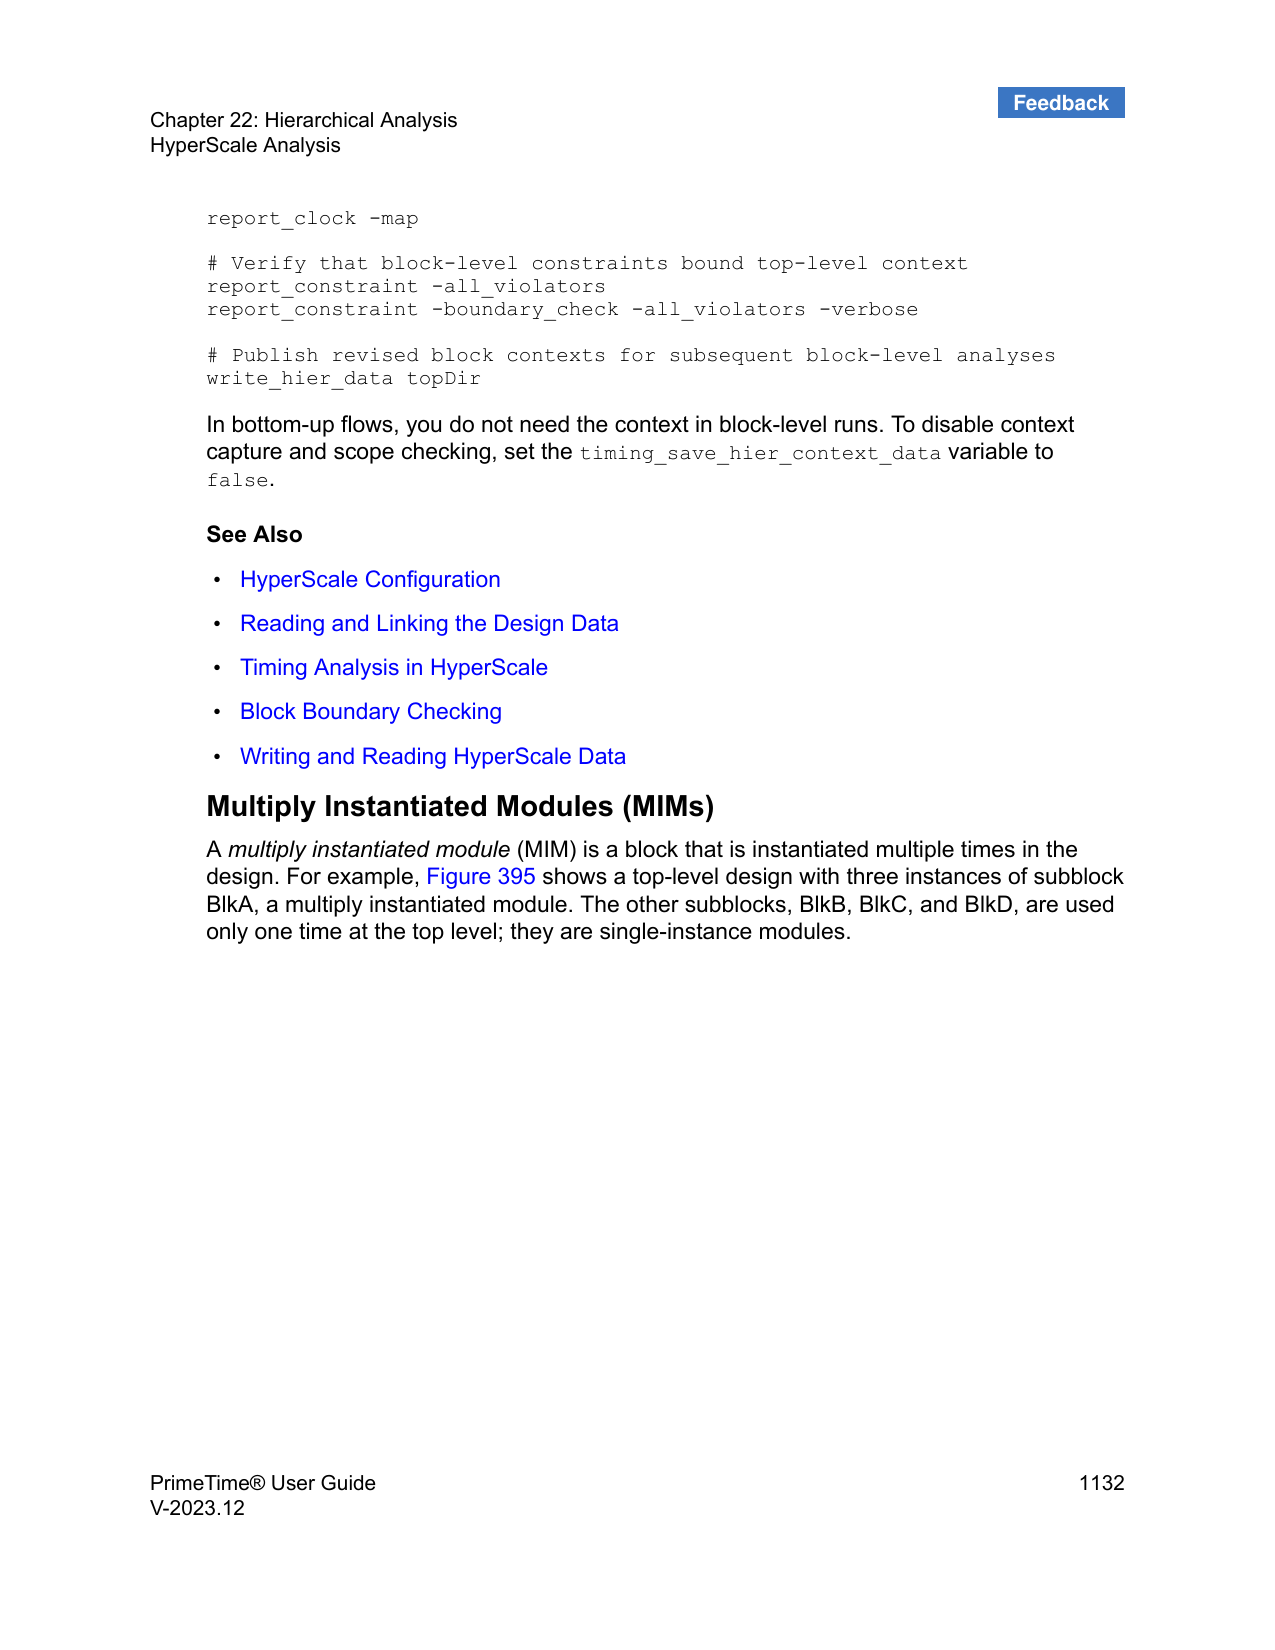 Feedback
Chapter 22: Hierarchical Analysis
HyperScale Analysis
report_clock -map
# Verify that block-level constraints bound top-level context
report_constraint -all_violators
report_constraint -boundary_check -all_violators -verbose
# Publish revised block contexts for subsequent block-level analyses
write_hier_data topDir
In bottom-up flows, you do not need the context in block-level runs. To disable context
capture and scope checking, set the timing_save_hier_context_data variable to
false.
See Also
• HyperScale Configuration
• Reading and Linking the Design Data
• Timing Analysis in HyperScale
• Block Boundary Checking
• Writing and Reading HyperScale Data
Multiply Instantiated Modules (MIMs)
A multiply instantiated module (MIM) is a block that is instantiated multiple times in the
design. For example, Figure 395 shows a top-level design with three instances of subblock
BlkA, a multiply instantiated module. The other subblocks, BlkB, BlkC, and BlkD, are used
only one time at the top level; they are single-instance modules.
PrimeTime® User Guide 1132
V-2023.12